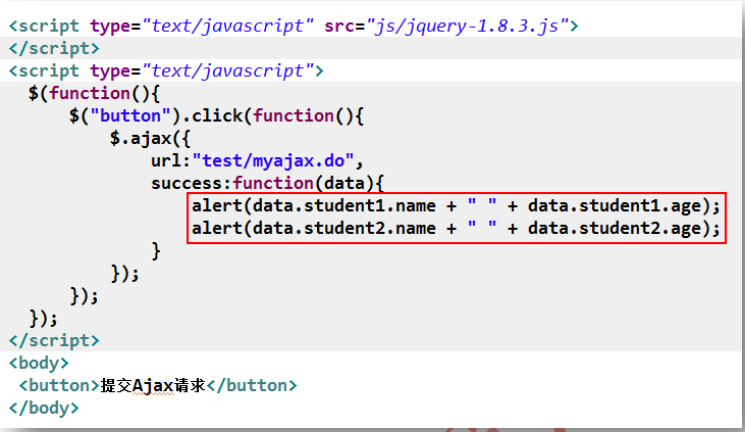 <script type="text/javascript" src="js/jquery-1.8.3.js">
</script>
<script type="text/javascript">
$(function(){
$("button").click(function(){
$.ajax({
url:"test/myajax.do",
success:function(data){
alert(data.student1.name + " " + data.student1.age);
alert(data.student2.name + " " + data.student2.age);
}
});
});
});
</script>
<body>
<button>提交Ajax请求</button>
</body>